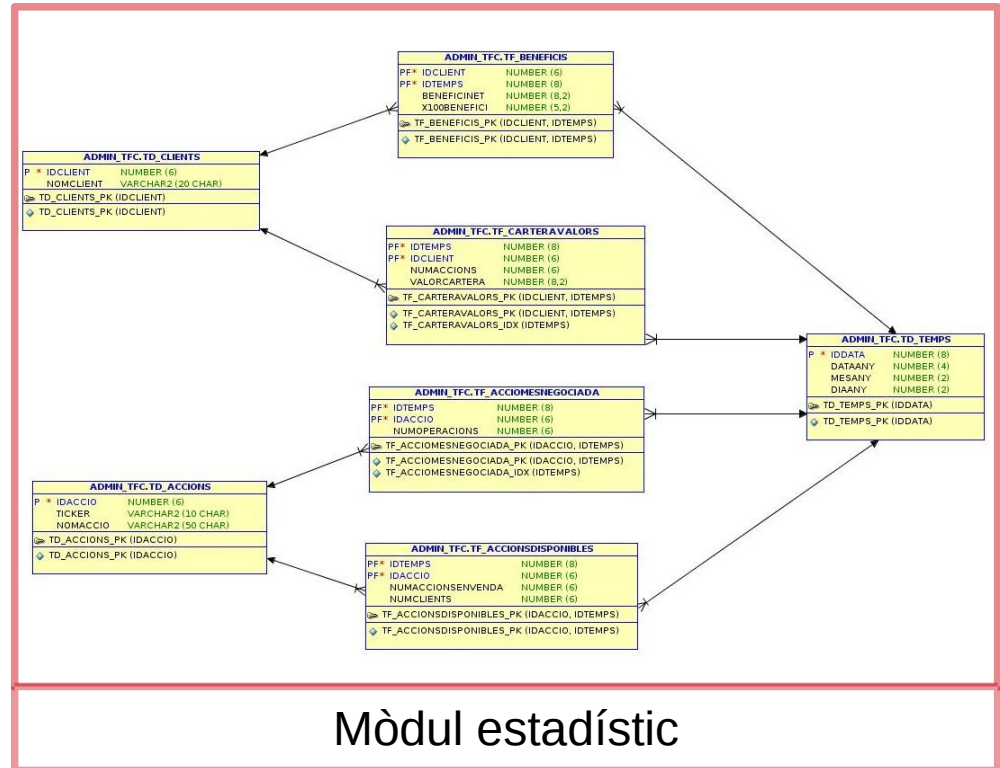 ADMIN_TFC.TF_BENEFICIS
PF* IDCLIENT NUMBER (6)
PF* IDTEMPS NUMBER (8)
BENEFICINET NUMBER (8,2)
X100BENEFICI NUMBER (5,2)
TF_BENEFICIS_PK (IDCLIENT, IDTEMPS)
TF_BENEFICIS_PK (IDCLIENT, IDTEMPS)
ADMIN_TFC.TD_CLIENTS
P * IDCLIENT NUMBER (6)
NOMCLIENT VARCHAR2 (20 CHAR)
TD_CLIENTS_PK (IDCLIENT)
TD_CLIENTS_PK (IDCLIENT)
ADMIN_TFC.TF_CARTERAVALORS
PF* IDTEMPS NUMBER (8)
PF* IDCLIENT NUMBER (6)
NUMACCIONS NUMBER (6)
VALORCARTERA NUMBER (8,2)
TF_CARTERAVALORS_PK (IDCLIENT, IDTEMPS)
TF_CARTERAVALORS_PK (IDCLIENT, IDTEMPS)
TF_CARTERAVALORS_IDX (IDTEMPS)
ADMIN_TFC.TD_TEMPS
P * IDDATA NUMBER (8)
DATAANY NUMBER (4)
MESANY NUMBER (2)
DIAANY NUMBER (2)
TD_TEMPS_PK (IDDATA)
TD_TEMPS_PK (IDDATA)
ADMIN_TFC.TF_ACCIOMESNEGOCIADA
PF* IDTEMPS NUMBER (8)
PF* IDACCIO NUMBER (6)
NUMOPERACIONS NUMBER (6)
TF_ACCIOMESNEGOCIADA_PK (IDACCIO, IDTEMPS)
TF_ACCIOMESNEGOCIADA_PK (IDACCIO, IDTEMPS)
TF_ACCIOMESNEGOCIADA_IDX (IDTEMPS)
ADMIN_TFC.TD_ACCIONS
P * IDACCIO NUMBER (6)
TICKER VARCHAR2 (10 CHAR)
NOMACCIO VARCHAR2 (50 CHAR)
TD_ACCIONS_PK (IDACCIO)
TD_ACCIONS_PK (IDACCIO)
ADMIN_TFC.TF_ACCIONSDISPONIBLES
PF* IDTEMPS NUMBER (8)
PF* IDACCIO NUMBER (6)
NUMACCIONSENVENDA NUMBER (6)
NUMCLIENTS NUMBER (6)
TF_ACCIONSDISPONIBLES_PK (IDACCIO, IDTEMPS)
TF_ACCIONSDISPONIBLES_PK (IDACCIO, IDTEMPS)
Mòdul estadístic